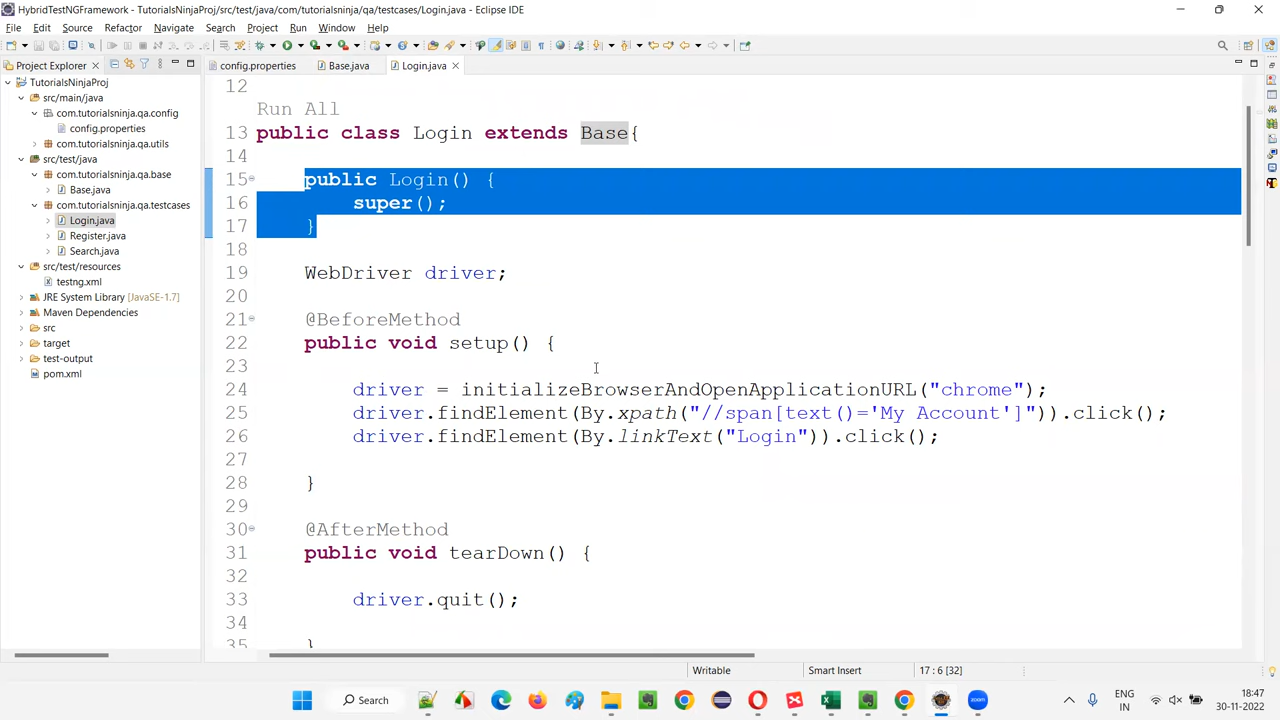 HybridTestNGFramework - TutorialsNinjaProj/src/test/java/com/tutorialsninja/qa/testcases/Login.java - Eclipse IDE
File Edit Source Refactor Navigate Search Project Run Window Help
Project Explorer
config.properties
Base.java
Login.java
TutorialsNinjaProj
src/main/java
com.tutorialsninja.qa.config
config.properties
com.tutorialsninja.qa.utils
src/test/java
com.tutorialsninja.qa.base
Base.java
com.tutorialsninja.qa.testcases
Login.java
Register.java
Search.java
src/test/resources
testng.xml
JRE System Library [JavaSE-1.7]
Maven Dependencies
src
target
test-output
pom.xml
12
Run All
13 public class Login extends Base{
14
15 public Login() {
16 super();
17 }
18
19 WebDriver driver;
20
21 @BeforeMethod
22 public void setup() {
23
24 driver = initializeBrowserAndOpenApplicationURL("chrome");
25 driver.findElement(By.xpath("//span[text()='My Account']")).click();
26 driver.findElement(By.linkText("Login")).click();
27
28 }
29
30 @AfterMethod
31 public void tearDown() {
32
33 driver.quit();
34
35 }
Writable
Smart Insert
17 : 6 [32]
Search
zoom
ENG
IN
18:47
30-11-2022